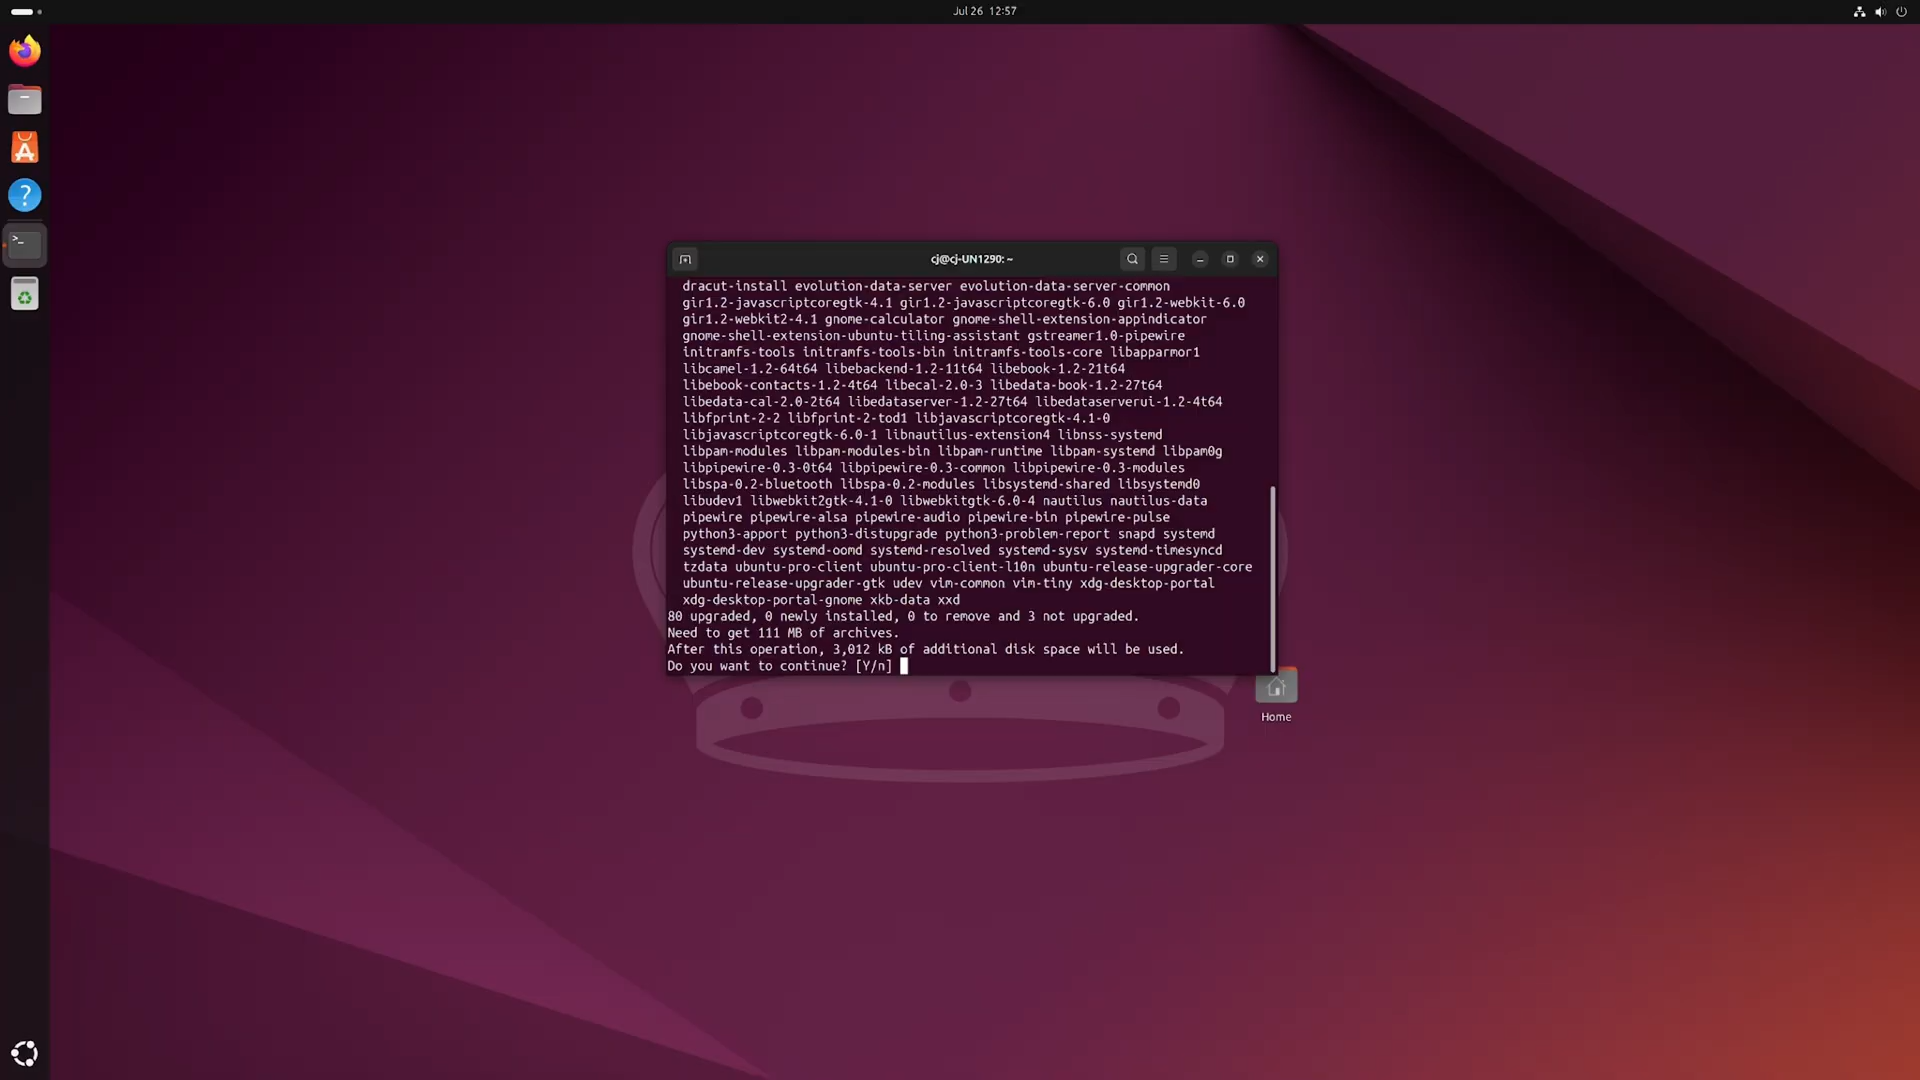 Jul 26 12:57
cj@cj-UN1290: ~
dracut-install evolution-data-server evolution-data-server-common
gir1.2-javascriptcoregtk-4.1 gir1.2-javascriptcoregtk-6.0 gir1.2-webkit-6.0
gir1.2-webkit2-4.1 gnome-calculator gnome-shell-extension-appindicator
gnome-shell-extension-ubuntu-tiling-assistant gstreamer1.0-pipewire
initramfs-tools initramfs-tools-bin initramfs-tools-core libapparmor1
libcamel-1.2-64t64 libebackend-1.2-11t64 libebook-1.2-21t64
libebook-contacts-1.2-4t64 libecal-2.0-3 libedata-book-1.2-27t64
libedata-cal-2.0-2t64 libedataserver-1.2-27t64 libedataserverui-1.2-4t64
libfprint-2-2 libfprint-2-tod1 libjavascriptcoregtk-4.1-0
libjavascriptcoregtk-6.0-1 libnautilus-extension4 libnss-systemd
libpam-modules libpam-modules-bin libpam-runtime libpam-systemd libpam0g
libpipewire-0.3-0t64 libpipewire-0.3-common libpipewire-0.3-modules
libspa-0.2-bluetooth libspa-0.2-modules libsystemd-shared libsystemd0
libudev1 libwebkit2gtk-4.1-0 libwebkitgtk-6.0-4 nautilus nautilus-data
pipewire pipewire-alsa pipewire-audio pipewire-bin pipewire-pulse
python3-apport python3-distupgrade python3-problem-report snapd systemd
systemd-dev systemd-oomd systemd-resolved systemd-sysv systemd-timesyncd
tzdata ubuntu-pro-client ubuntu-pro-client-l10n ubuntu-release-upgrader-core
ubuntu-release-upgrader-gtk udev vim-common vim-tiny xdg-desktop-portal
xdg-desktop-portal-gnome xkb-data xxd
80 upgraded, 0 newly installed, 0 to remove and 3 not upgraded.
Need to get 111 MB of archives.
After this operation, 3,012 kB of additional disk space will be used.
Do you want to continue? [Y/n]
Home